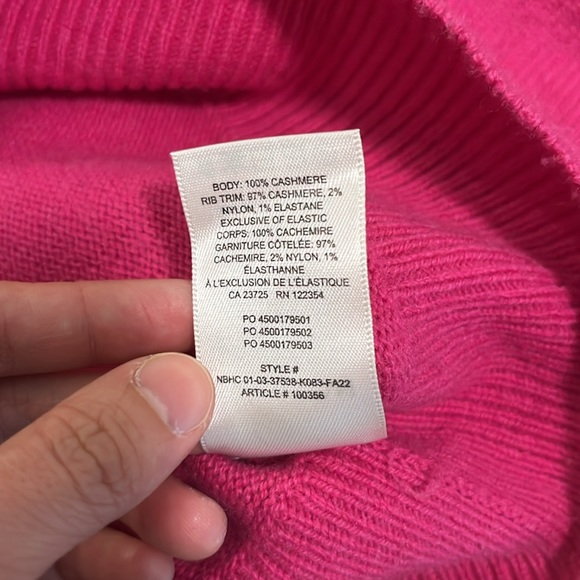 BODY: 100% CASHMERE
RIB TRIM: 97% CASHMERE, 2%
NYLON, 1% ELASTANE
EXCLUSIVE OF ELASTIC
CORPS: 100% CACHEMIRE
GARNITURE CÔTELÉE: 97%
CACHEMIRE, 2% NYLON, 1%
ÉLASTHANNE
À L'EXCLUSION DE L'ÉLASTIQUE
CA 23725 RN 122354
PO 4500179501
PO 4500179502
PO 4500179503
STYLE #
NBHC 01-03-37538-K083-FA22
ARTICLE # 100356